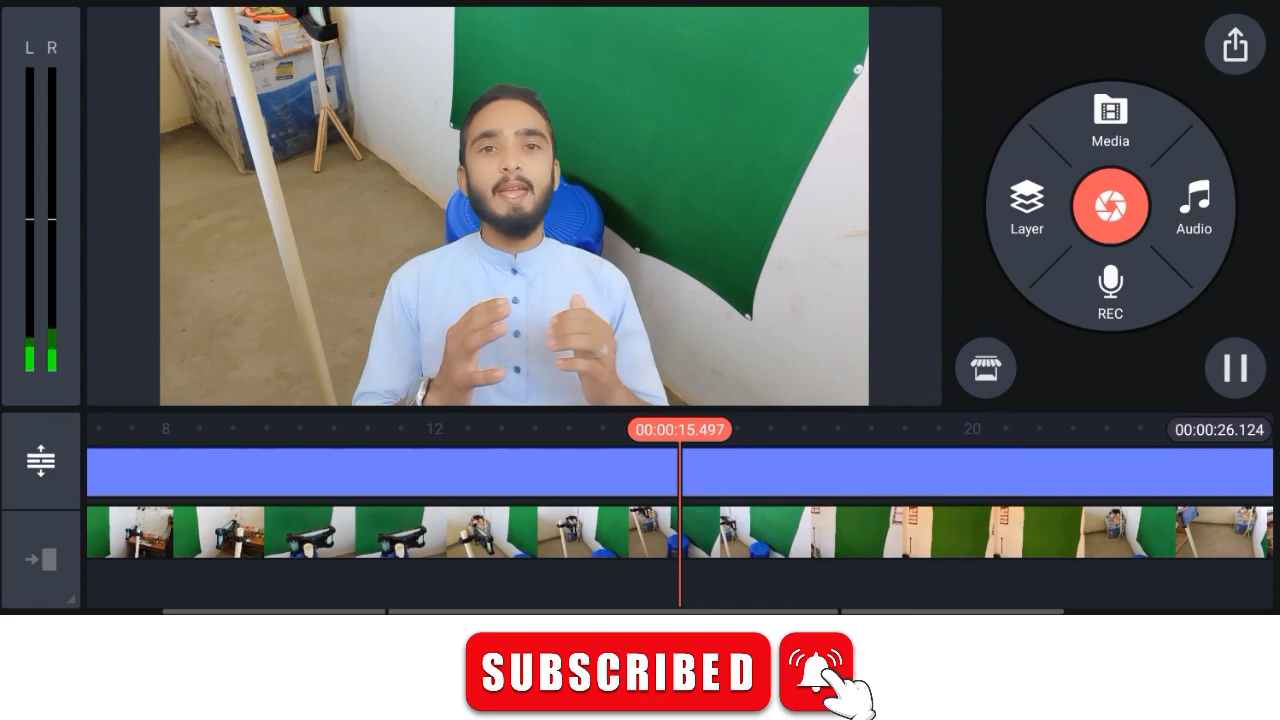 L R
Media
Layer
Audio
REC
8
12
00:00:15.497
20
00:00:26.124
SUBSCRIBED